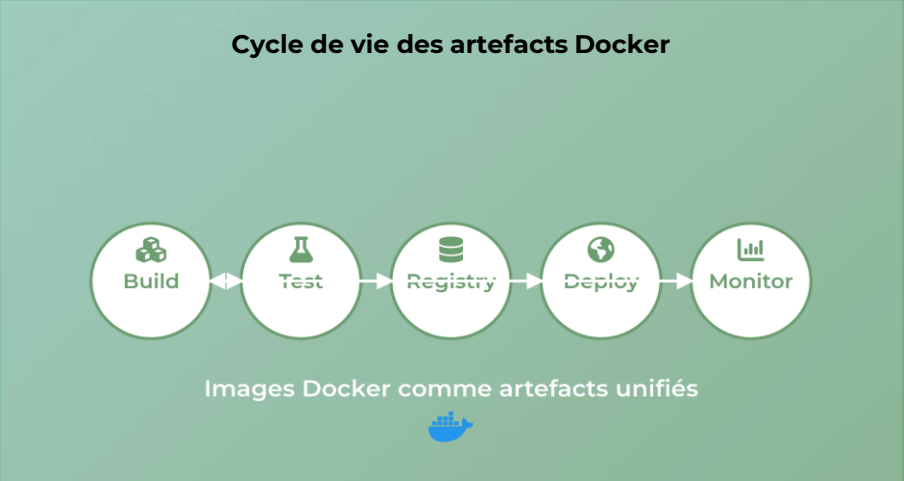 Cycle de vie des artefacts Docker
Build
Test
Registry
Deploy
Monitor
Images Docker comme artefacts unifiés